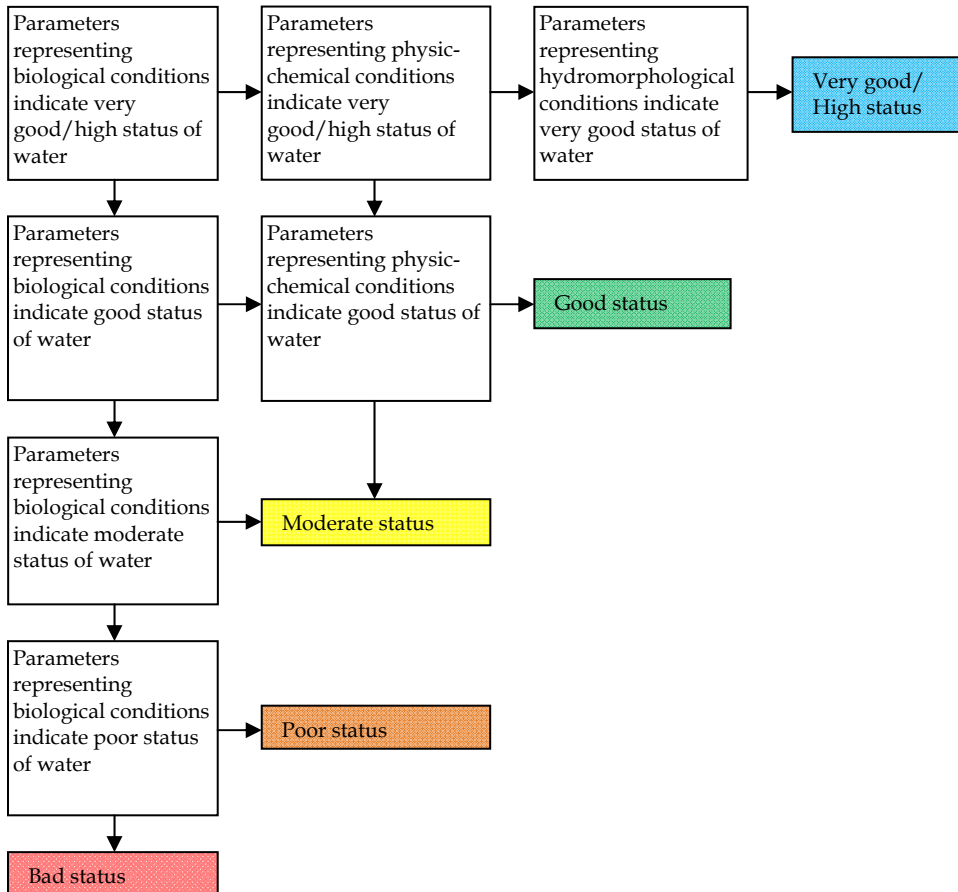 Parameters
representing
biological conditions
indicate very
good/high status of
water
Parameters
representing physic-
chemical conditions
indicate very
good/high status of
water
Parameters
representing
hydromorphological
conditions indicate
very good status of
water
Very good/
High status
Parameters
representing
biological conditions
indicate good status
of water
Parameters
representing physic-
chemical conditions
indicate good status of
water
Good status
Parameters
representing
biological conditions
indicate moderate
status of water
Moderate status
Parameters
representing
biological conditions
indicate poor status
of water
Poor status
Bad status